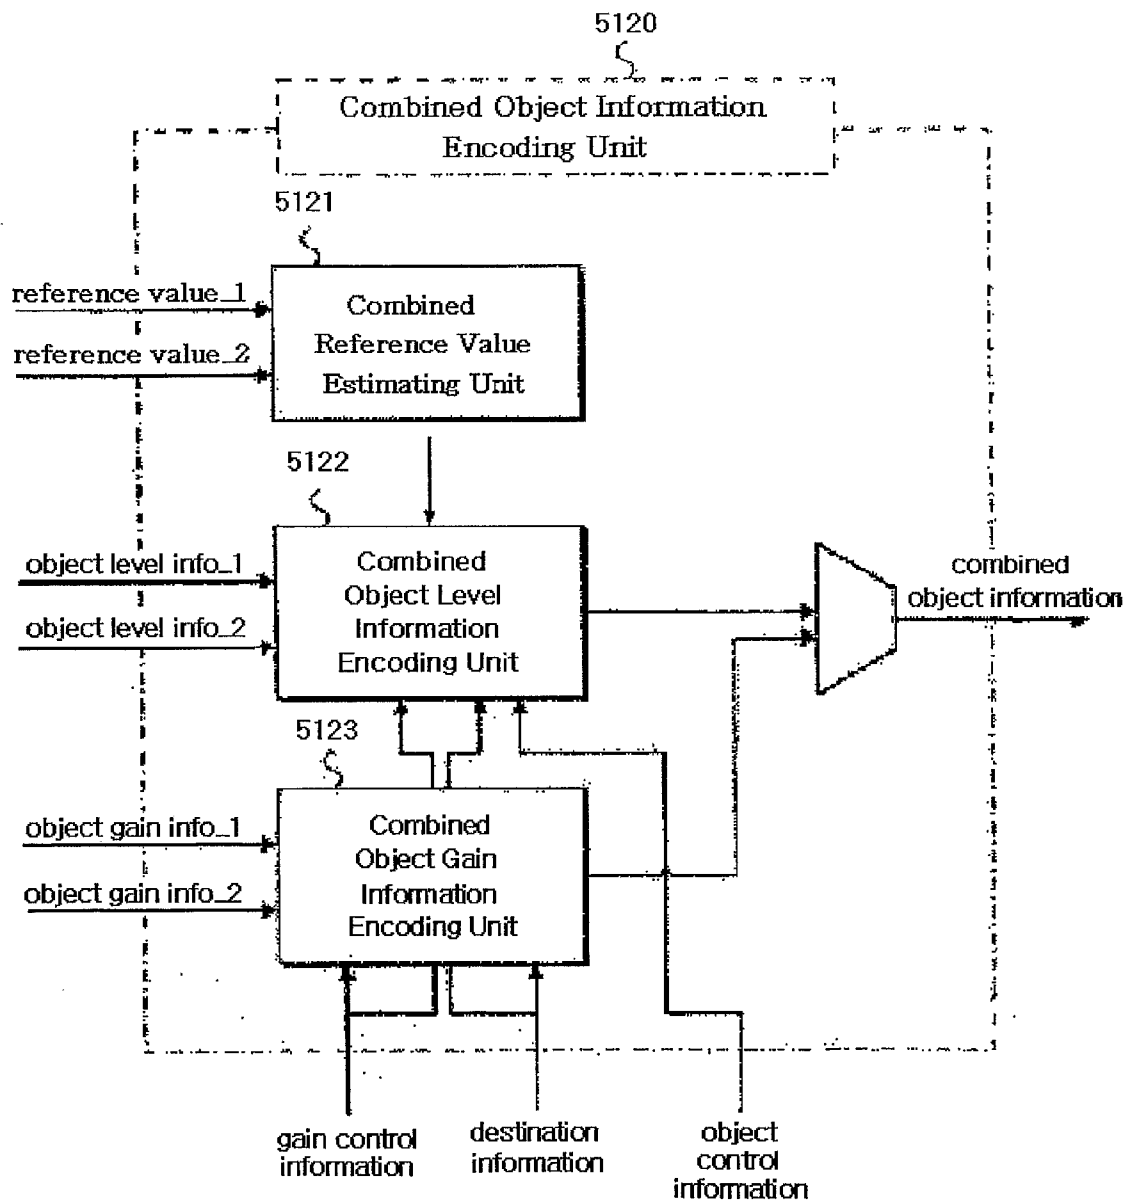 5120
Combined Object Information
Encoding Unit
5121
reference value_1
reference value_2
Combined
Reference Value
Estimating Unit
5122
object level info_1
object level info_2
Combined
Object Level
Information
Encoding Unit
combined
object information
5123
object gain info_1
object gain info_2
Combined
Object Gain
Information
Encoding Unit
gain control
information
destination
information
object
control
information